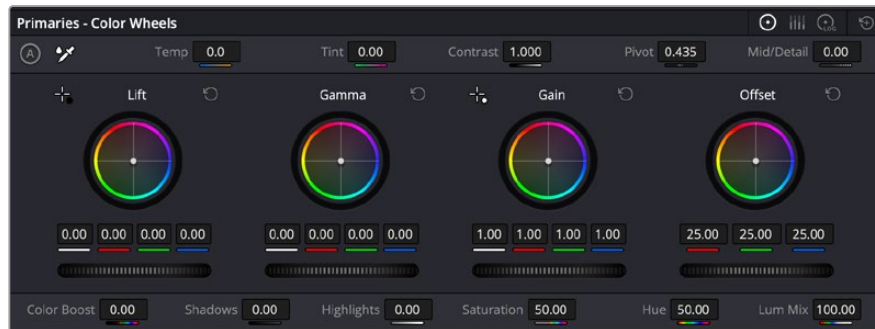 Primaries - Color Wheels
LOG
A Temp 0.0 Tint 0.00 Contrast 1.000 Pivot 0.435 Mid/Detail 0.00
Lift Gamma Gain Offset
0.00 0.00 0.00 0.00 0.00 0.00 0.00 0.00 1.00 1.00 1.00 1.00 25.00 25.00 25.00
Color Boost 0.00 Shadows 0.00 Highlights 0.00 Saturation 50.00 Hue 50.00 Lum Mix 100.00